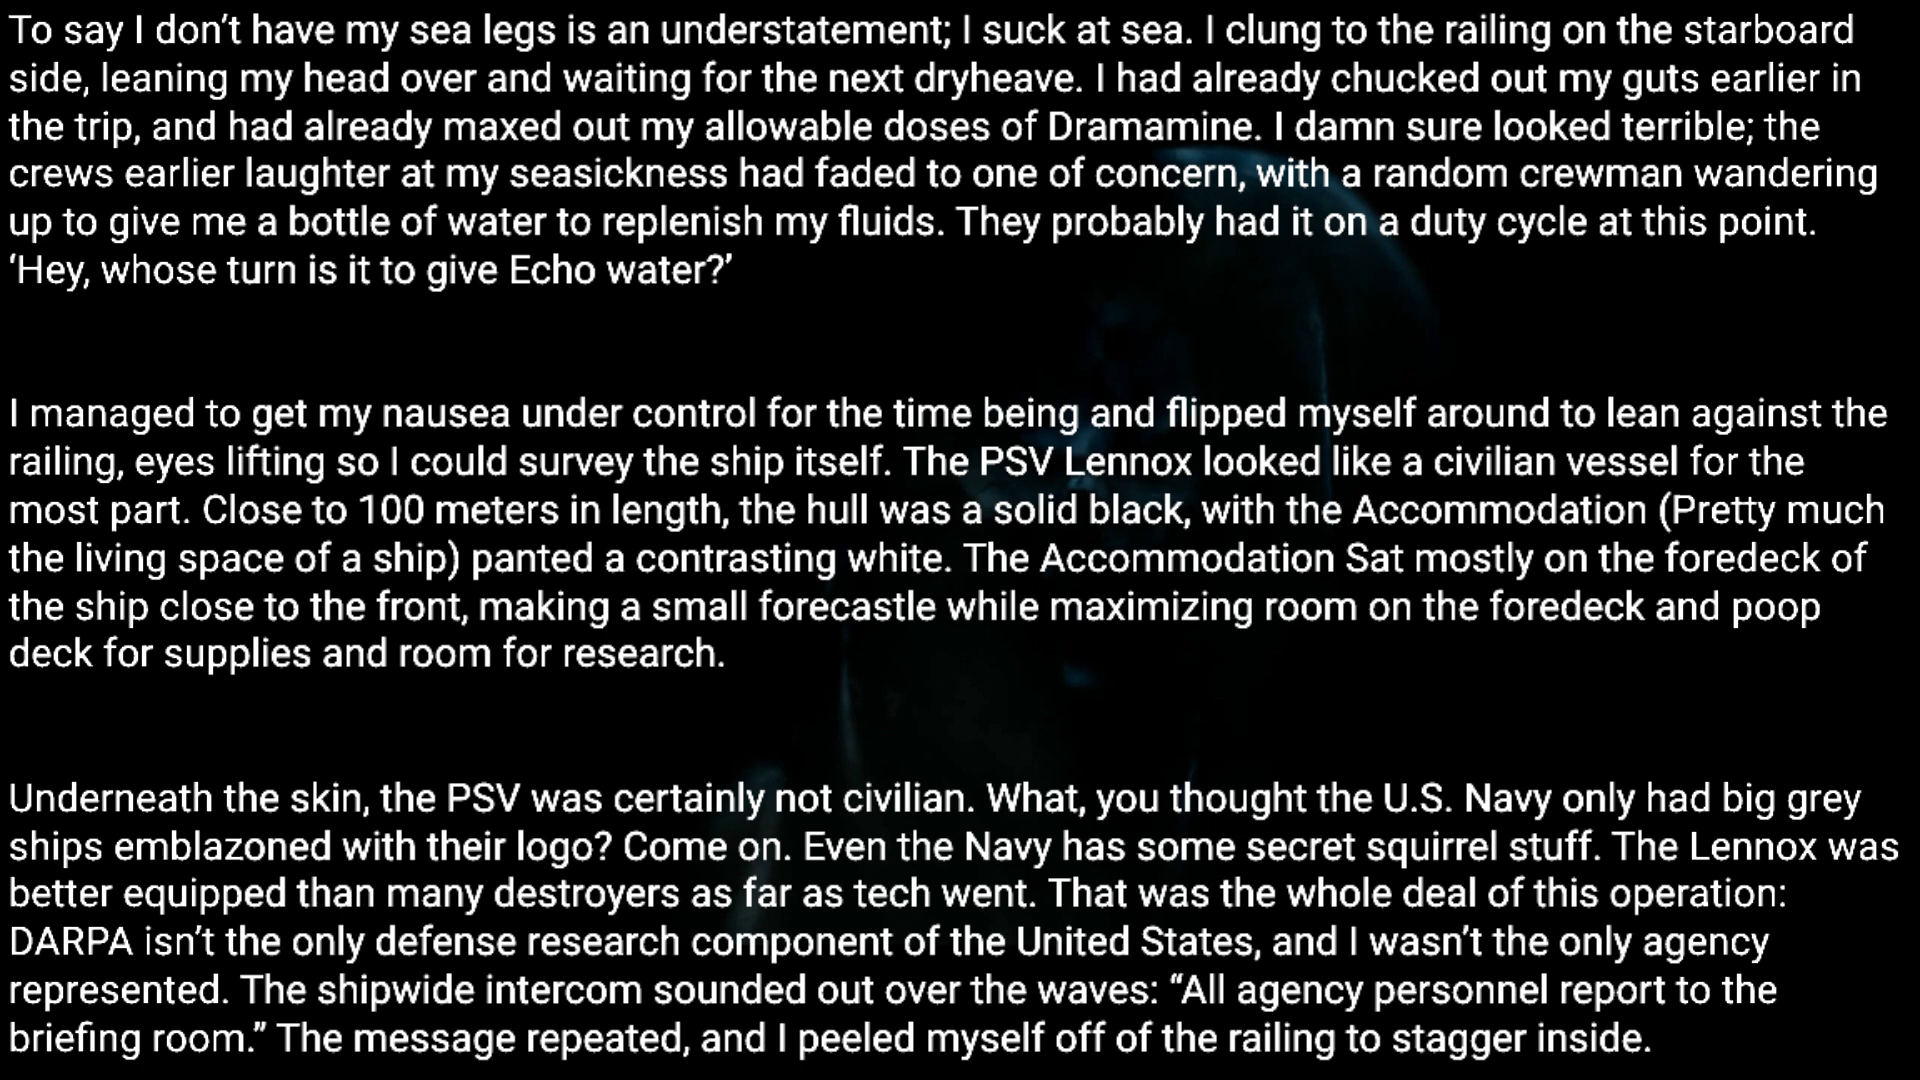 To say I don’t have my sea legs is an understatement; I suck at sea. I clung to the railing on the starboard
side, leaning my head over and waiting for the next dryheave. I had already chucked out my guts earlier in
the trip, and had already maxed out my allowable doses of Dramamine. I damn sure looked terrible; the
crews earlier laughter at my seasickness had faded to one of concern, with a random crewman wandering
up to give me a bottle of water to replenish my fluids. They probably had it on a duty cycle at this point.
‘Hey, whose turn is it to give Echo water?’
I managed to get my nausea under control for the time being and flipped myself around to lean against the
railing, eyes lifting so I could survey the ship itself. The PSV Lennox looked like a civilian vessel for the
most part. Close to 100 meters in length, the hull was a solid black, with the Accommodation (Pretty much
the living space of a ship) panted a contrasting white. The Accommodation Sat mostly on the foredeck of
the ship close to the front, making a small forecastle while maximizing room on the foredeck and poop
deck for supplies and room for research.
Underneath the skin, the PSV was certainly not civilian. What, you thought the U.S. Navy only had big grey
ships emblazoned with their logo? Come on. Even the Navy has some secret squirrel stuff. The Lennox was
better equipped than many destroyers as far as tech went. That was the whole deal of this operation:
DARPA isn’t the only defense research component of the United States, and I wasn’t the only agency
represented. The shipwide intercom sounded out over the waves: “All agency personnel report to the
briefing room.” The message repeated, and I peeled myself off of the railing to stagger inside.